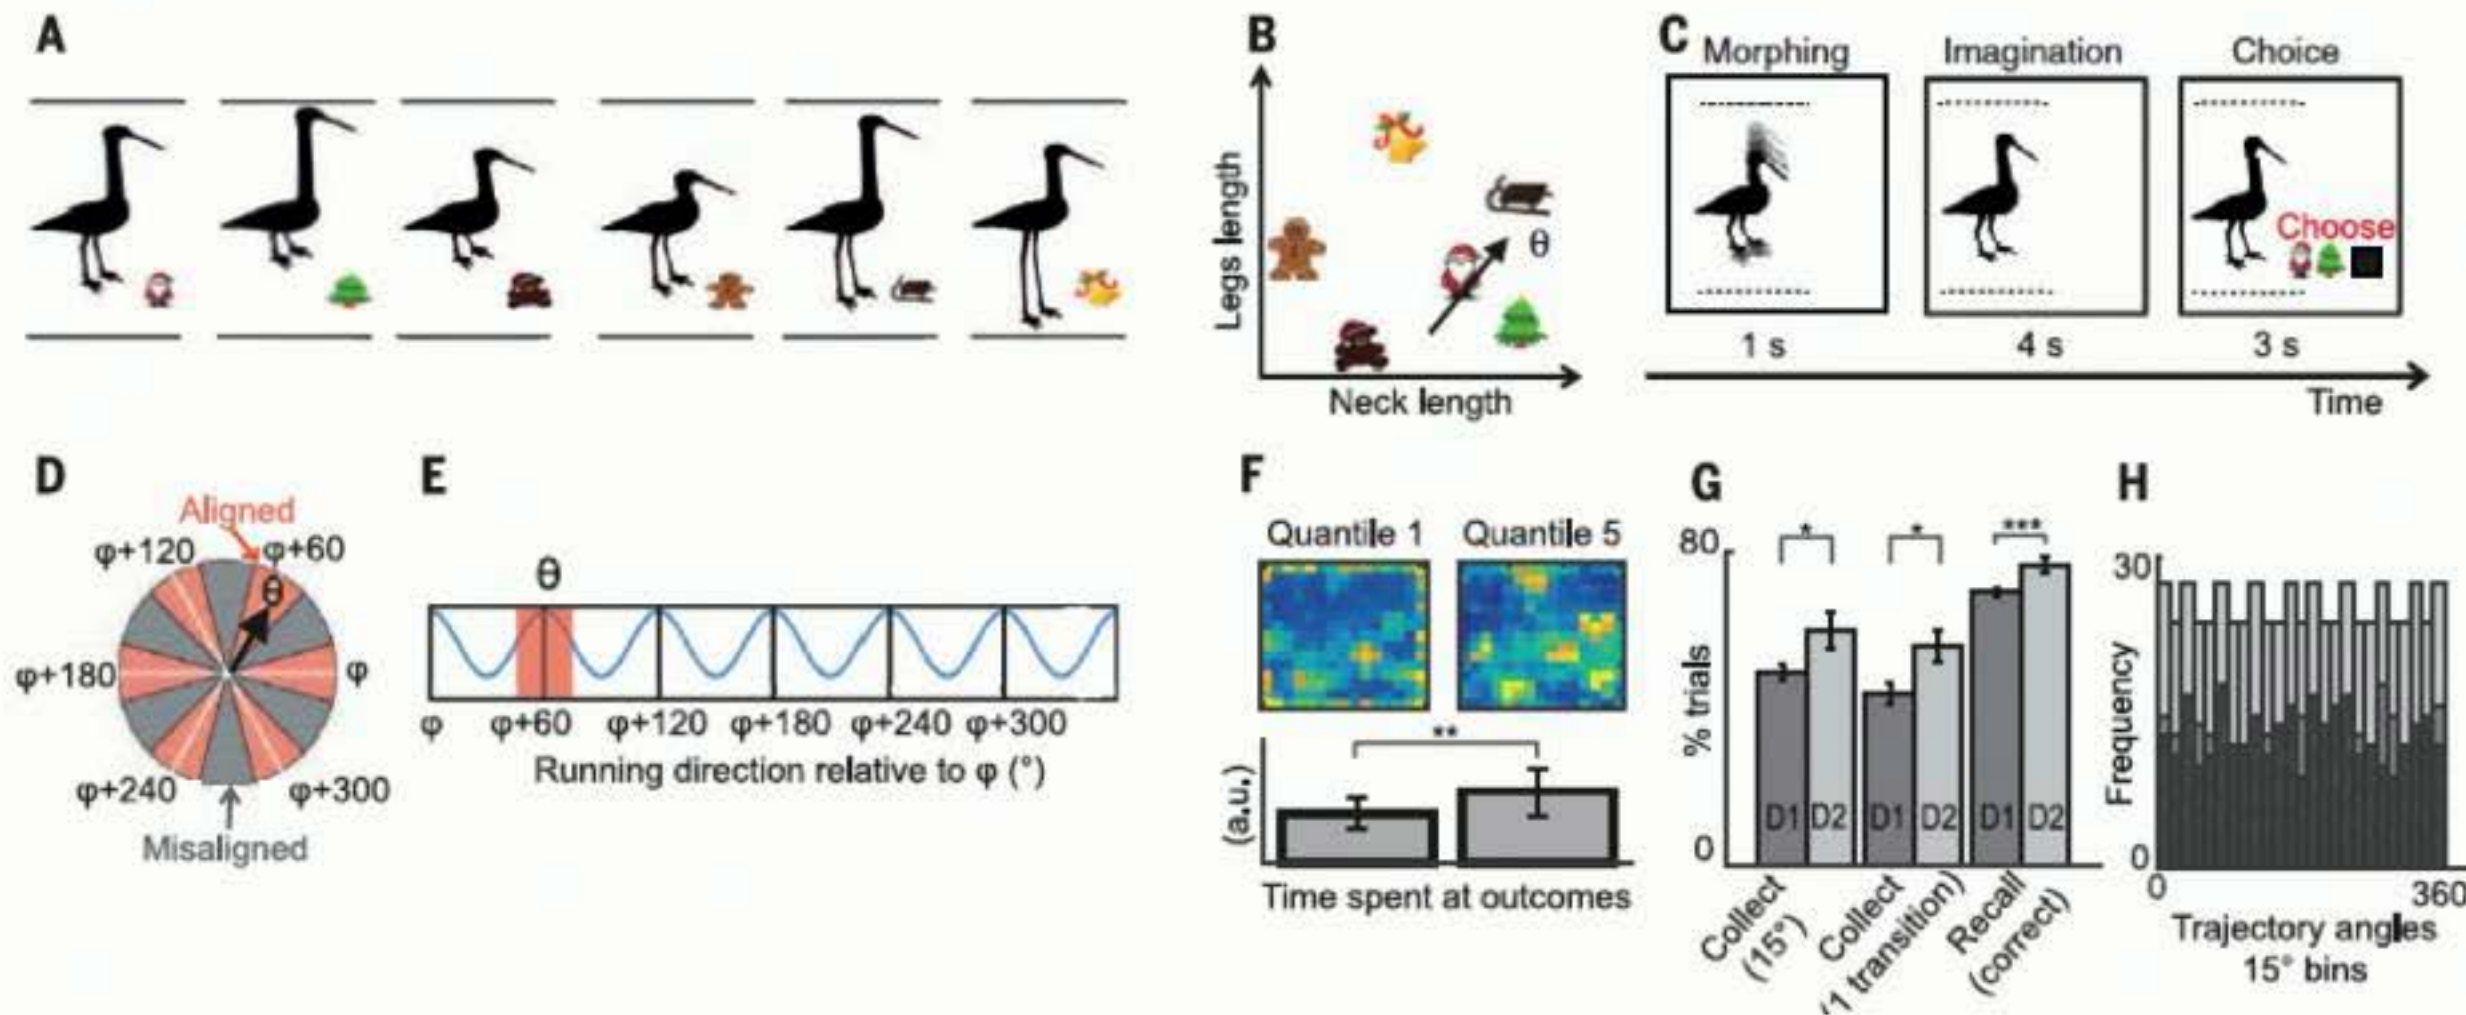 A
B
Legs length
θ
Neck length
C
Morphing
Imagination
Choice
Choose
1 s
4 s
3 s
Time
D
Aligned
φ+120
φ+60
θ
φ+180
φ
φ+240
φ+300
Misaligned
E
θ
φ
φ+60
φ+120
φ+180
φ+240
φ+300
Running direction relative to φ (°)
F
Quantile 1
Quantile 5
**
(a.u.)
Time spent at outcomes
G
80
* * ***
% trials
D1 D2 D1 D2 D1 D2
0
Collect
(15°)
Collect
(1 transition)
Recall
(correct)
H
30
Frequency
0
0
360
Trajectory angles
15° bins